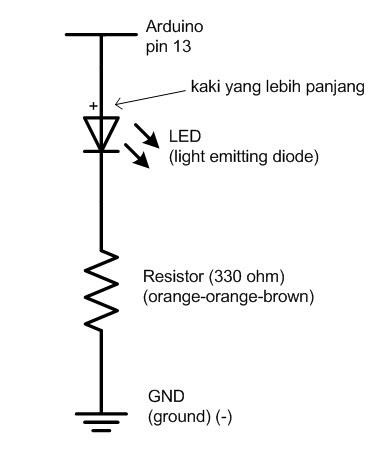 Arduino
pin 13
kaki yang lebih panjang
+
LED
(light emitting diode)
Resistor (330 ohm)
(orange-orange-brown)
GND
(ground) (-)